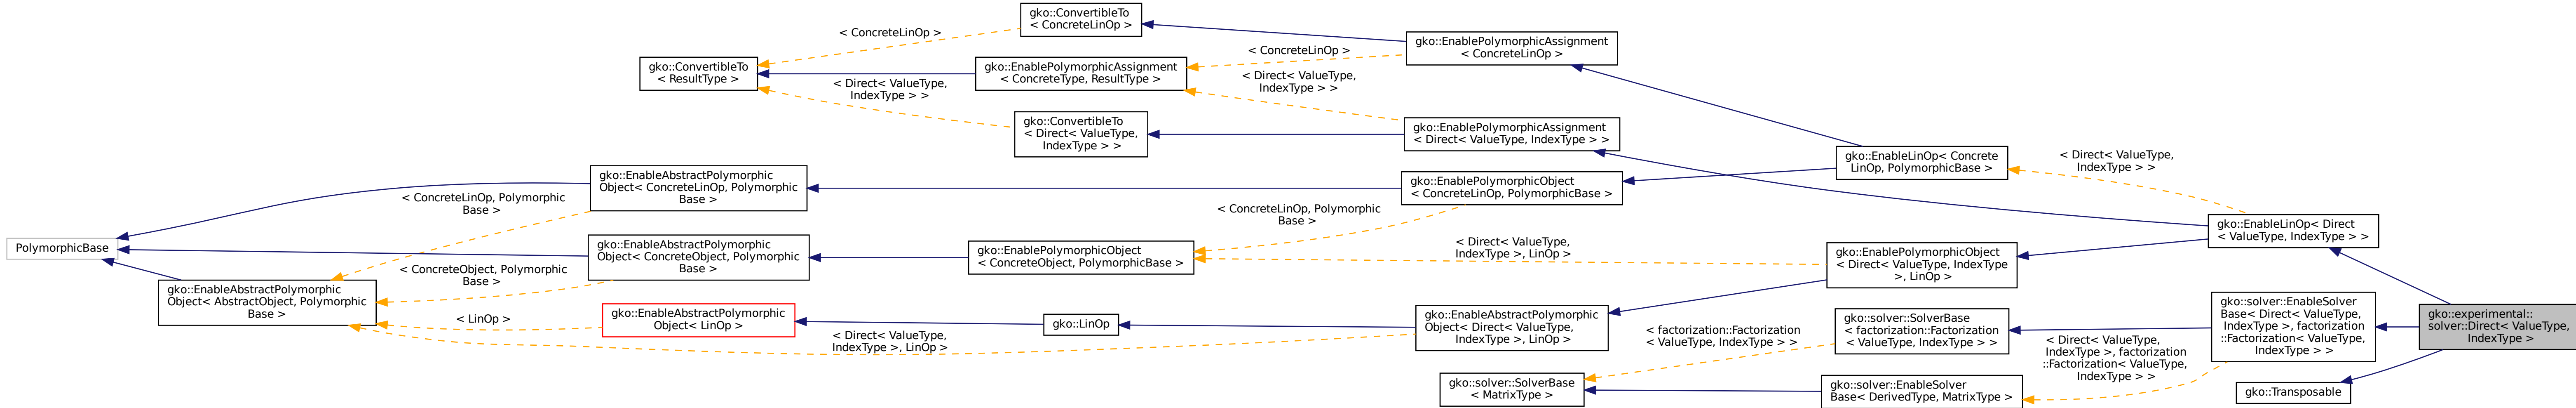 gko::ConvertibleTo
< ConcreteLinOp >
< ConcreteLinOp >
gko::EnablePolymorphicAssignment
< ConcreteLinOp >
< ConcreteLinOp >
gko::ConvertibleTo
< ResultType >
gko::EnablePolymorphicAssignment
< ConcreteType, ResultType >
< Direct< ValueType,
IndexType > >
< Direct< ValueType,
IndexType > >
gko::ConvertibleTo
< Direct< ValueType,
IndexType > >
gko::EnablePolymorphicAssignment
< Direct< ValueType, IndexType > >
gko::EnableLinOp< Concrete
LinOp, PolymorphicBase >
< Direct< ValueType,
IndexType > >
gko::EnableAbstractPolymorphic
Object< ConcreteLinOp, Polymorphic
Base >
gko::EnablePolymorphicObject
< ConcreteLinOp, PolymorphicBase >
< ConcreteLinOp, Polymorphic
Base >
< ConcreteLinOp, Polymorphic
Base >
gko::EnableLinOp< Direct
< ValueType, IndexType > >
PolymorphicBase
gko::EnableAbstractPolymorphic
Object< ConcreteObject, Polymorphic
Base >
gko::EnablePolymorphicObject
< ConcreteObject, PolymorphicBase >
< Direct< ValueType,
IndexType >, LinOp >
gko::EnablePolymorphicObject
< Direct< ValueType, IndexType
>, LinOp >
< ConcreteObject, Polymorphic
Base >
gko::EnableAbstractPolymorphic
Object< AbstractObject, Polymorphic
Base >
< LinOp >
gko::EnableAbstractPolymorphic
Object< LinOp >
gko::LinOp
< Direct< ValueType,
IndexType >, LinOp >
gko::EnableAbstractPolymorphic
Object< Direct< ValueType,
IndexType >, LinOp >
< factorization::Factorization
< ValueType, IndexType > >
gko::solver::SolverBase
< factorization::Factorization
< ValueType, IndexType > >
gko::solver::EnableSolver
Base< Direct< ValueType,
IndexType >, factorization
::Factorization< ValueType,
IndexType > >
gko::experimental::
solver::Direct< ValueType,
IndexType >
< Direct< ValueType,
IndexType >, factorization
::Factorization< ValueType,
IndexType > >
gko::solver::SolverBase
< MatrixType >
gko::solver::EnableSolver
Base< DerivedType, MatrixType >
gko::Transposable